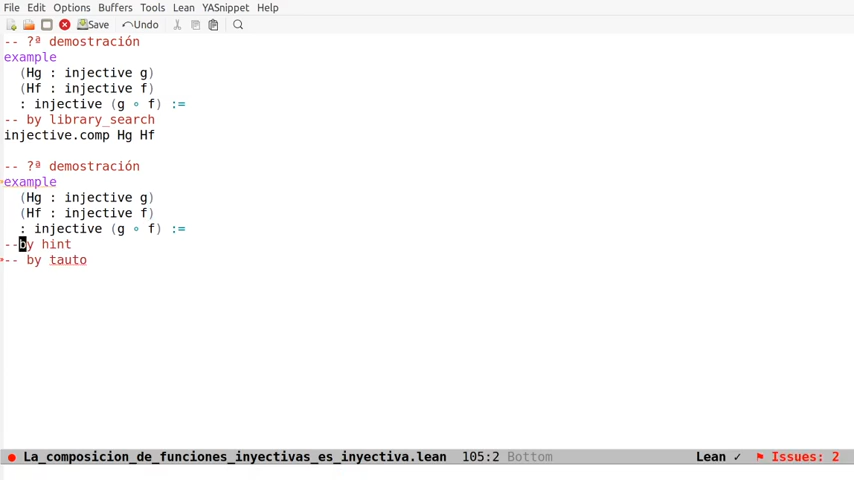 File Edit Options Buffers Tools Lean YASnippet Help
Save Undo
-- ?ª demostración
example
(Hg : injective g)
(Hf : injective f)
: injective (g ∘ f) :=
-- by library_search
injective.comp Hg Hf
-- ?ª demostración
example
(Hg : injective g)
(Hf : injective f)
: injective (g ∘ f) :=
--by hint
-- by tauto
La_composicion_de_funciones_inyectivas_es_inyectiva.lean 105:2 Bottom Lean ✓ Issues: 2